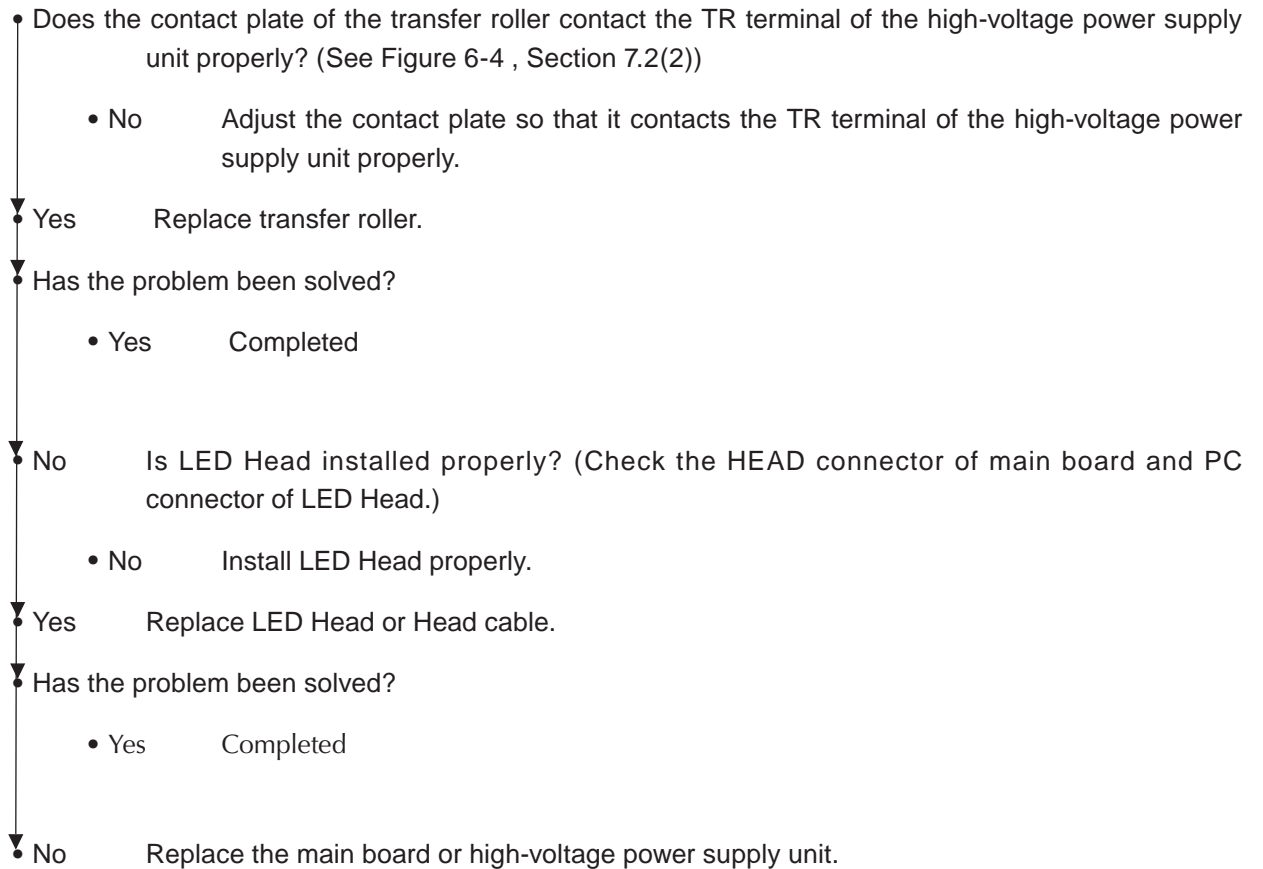 • Does the contact plate of the transfer roller contact the TR terminal of the high-voltage power supply
unit properly? (See Figure 6-4 , Section 7.2(2))
• No Adjust the contact plate so that it contacts the TR terminal of the high-voltage power
supply unit properly.
• Yes Replace transfer roller.
• Has the problem been solved?
• Yes Completed
• No Is LED Head installed properly? (Check the HEAD connector of main board and PC
connector of LED Head.)
• No Install LED Head properly.
• Yes Replace LED Head or Head cable.
• Has the problem been solved?
• Yes Completed
• No Replace the main board or high-voltage power supply unit.